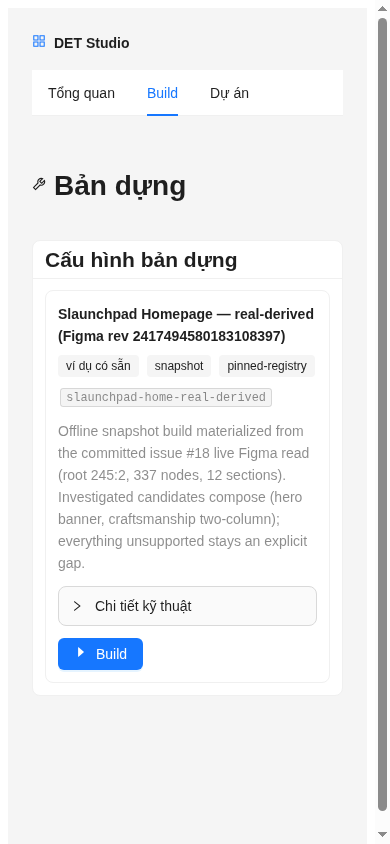 DET Studio
Tổng quan
Build
Dự án
Bản dựng
Cấu hình bản dựng
Slaunchpad Homepage — real-derived
(Figma rev 2417494580183108397)
ví dụ có sẵn
snapshot
pinned-registry
slaunchpad-home-real-derived
Offline snapshot build materialized from
the committed issue #18 live Figma read
(root 245:2, 337 nodes, 12 sections).
Investigated candidates compose (hero
banner, craftsmanship two-column);
everything unsupported stays an explicit
gap.
Chi tiết kỹ thuật
Build